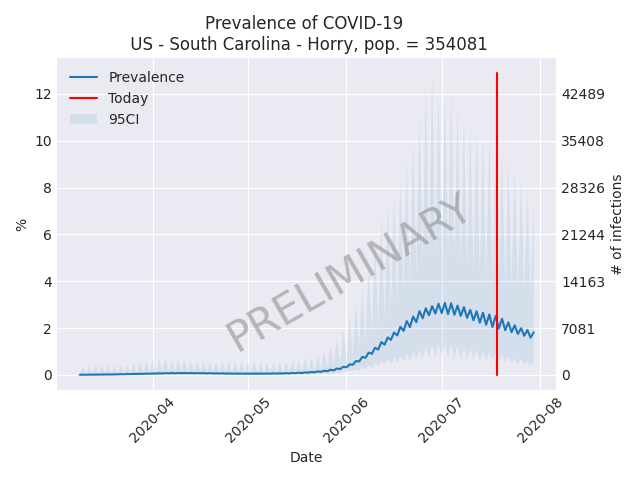 Prevalence of COVID-19
US - South Carolina - Horry, pop. = 354081
Prevalence
Today
95CI
12
10
8
6
4
2
0
%
42489
35408
28326
21244
14163
7081
0
# of infections
PRELIMINARY
2020-04
2020-05
2020-06
2020-07
2020-08
Date